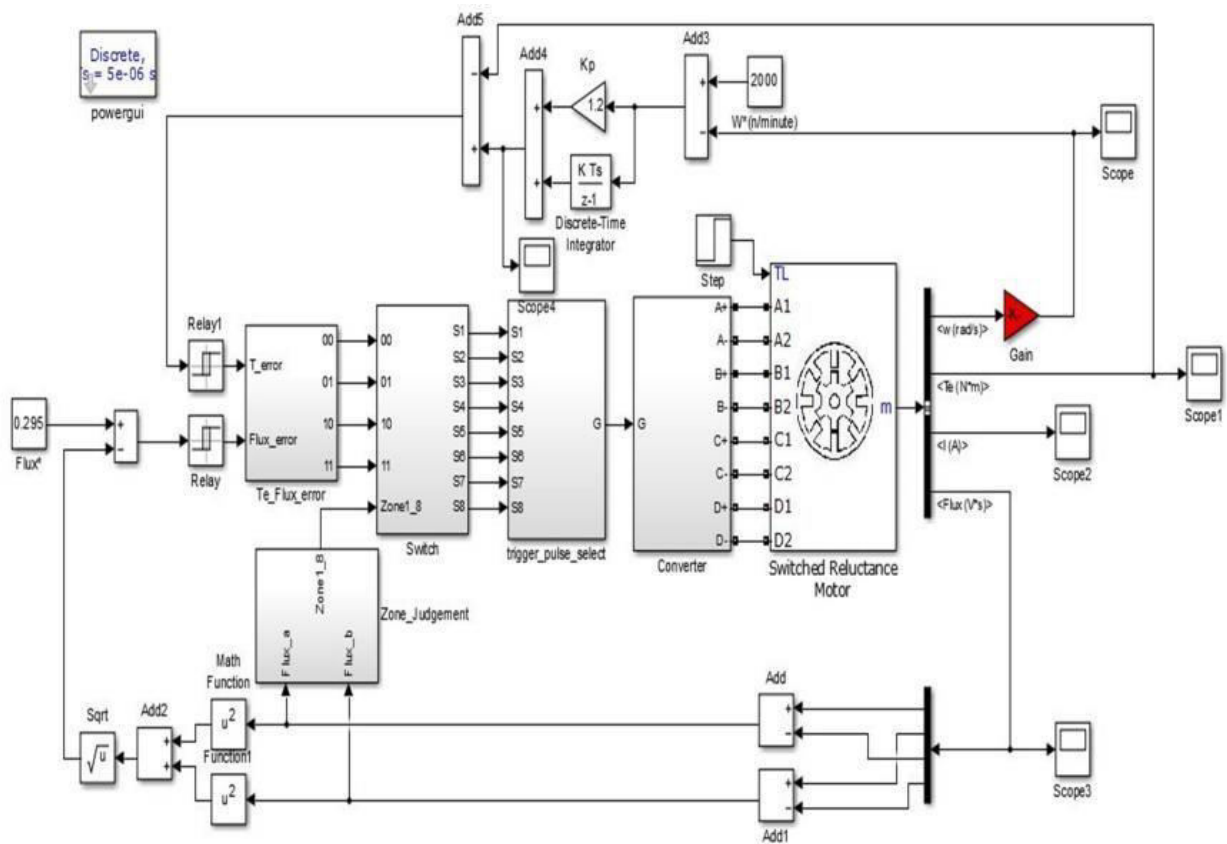 Discrete,
s = 5e-06 s
powergui
Add5
Add4
Kp
1.2
Add3
2000
W*(n/minute)
Scope
K Ts
z-1
Discrete-Time
Integrator
Scope4
Step
TL
A1
A2
B1
B2
C1
C2
D1
D2
m
Switched Reluctance
Motor
<w (rad/s)>
Gain
<Te (N*m)>
Scope1
<I (A)>
Scope2
<Flux (V*s)>
Relay1
T_error
Flux_error
00
01
10
11
Te_Flux_error
Relay
0.295
Flux*
00
01
10
11
Zone1_8
S1
S2
S3
S4
S5
S6
S7
S8
Switch
S1
S2
S3
S4
S5
S6
S7
S8
G
trigger_pulse_select
G
A+
A-
B+
B-
C+
C-
D+
D-
Converter
Zone1_8
Flux_a
Flux_b
Zone_Judgement
Math
Function
u²
Function1
u²
Sqrt
√u
Add2
Add
Add1
Scope3